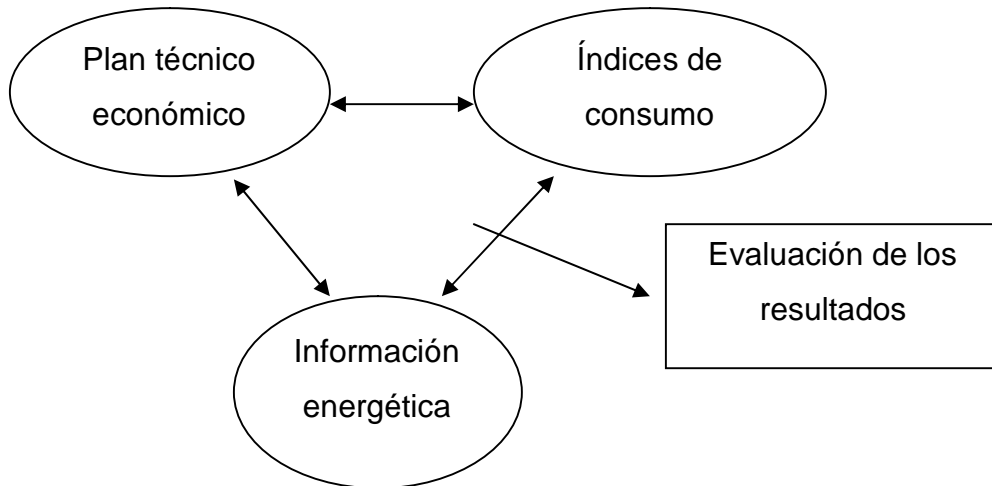 Plan técnico
económico
Índices de
consumo
Evaluación de los
resultados
Información
energética